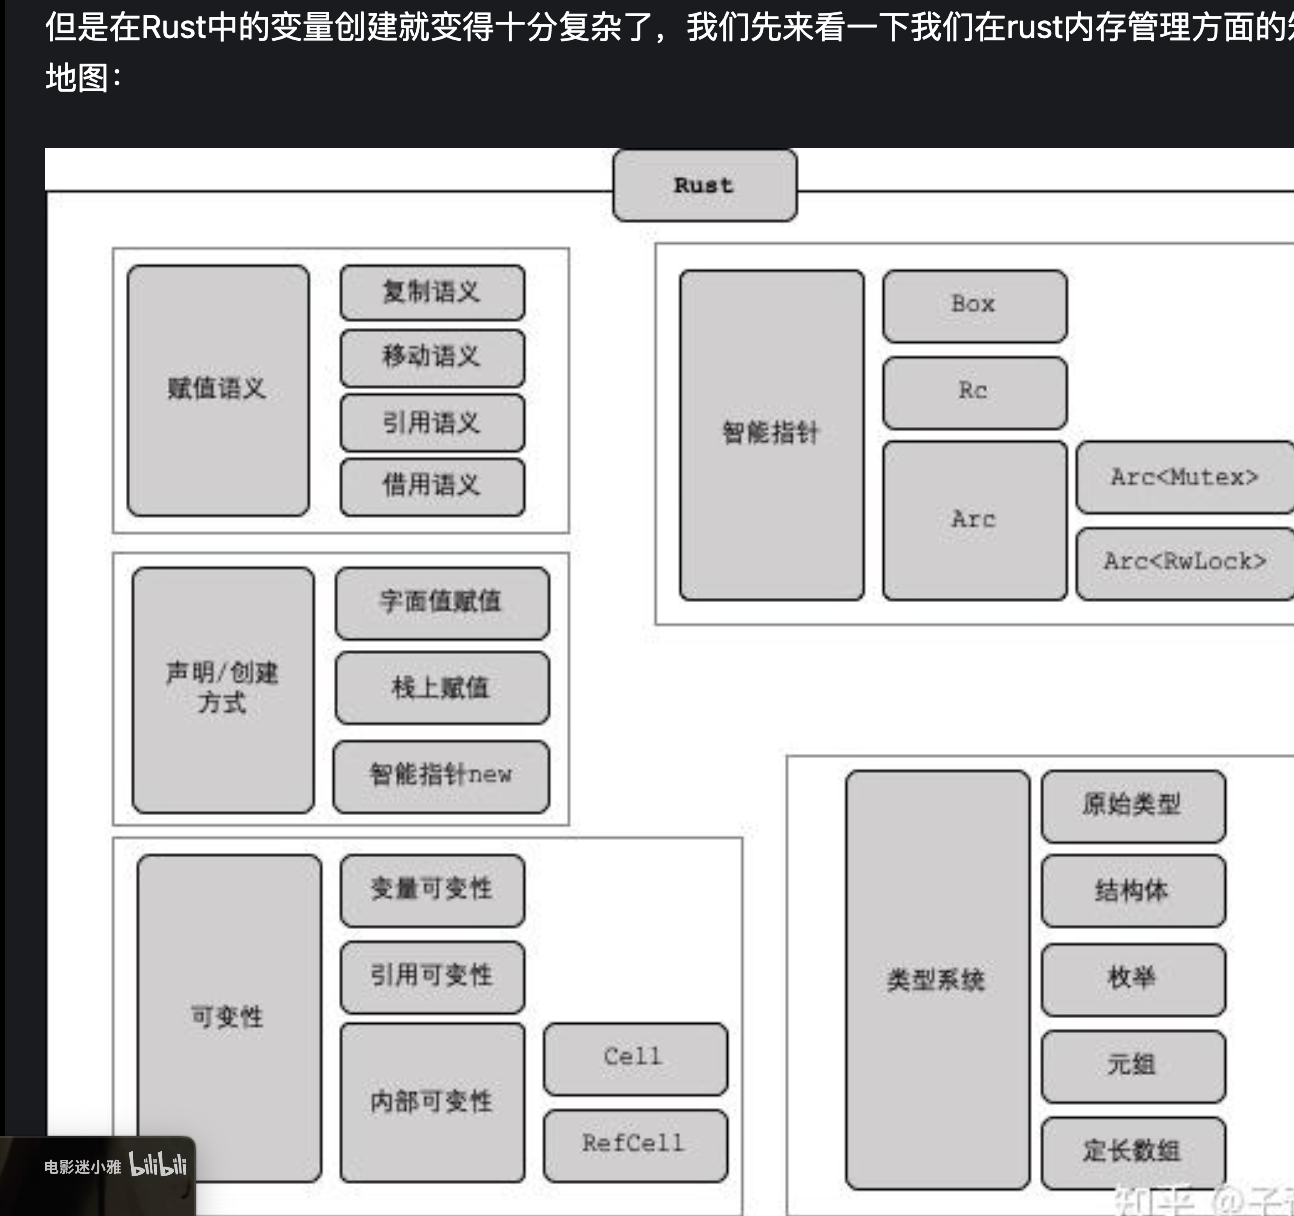 但是在Rust中的变量创建就变得十分复杂了，我们先来看一下我们在rust内存管理方面的
地图：
Rust
赋值语义
复制语义
移动语义
引用语义
借用语义
智能指针
Box
Rc
Arc
Arc<Mutex>
Arc<RwLock>
声明/创建
方式
字面值赋值
栈上赋值
智能指针new
可变性
变量可变性
引用可变性
内部可变性
Cell
RefCell
类型系统
原始类型
结构体
枚举
元组
定长数组
电影迷小雅 bilibili
知乎 @子